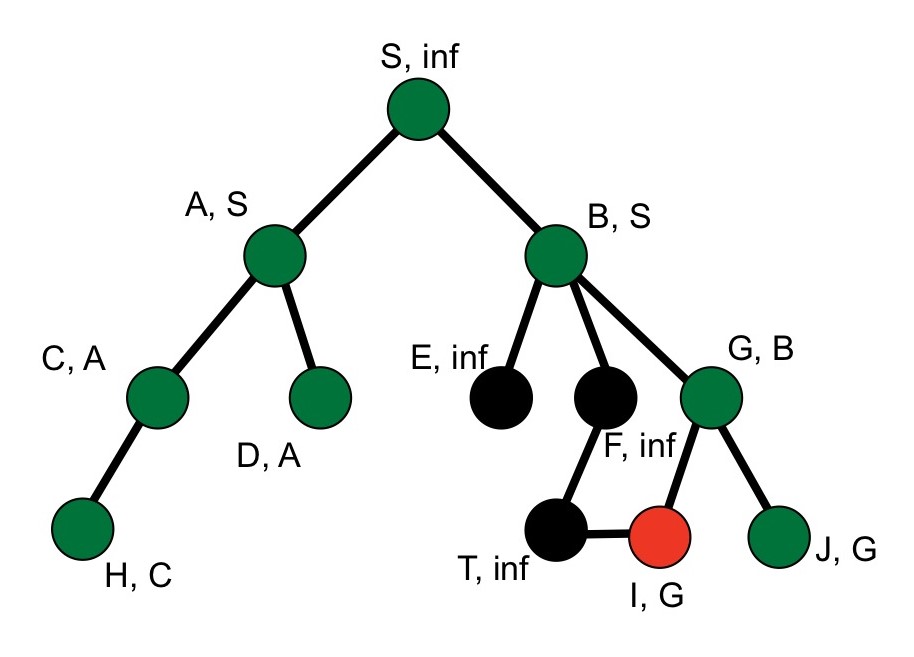 S, inf
A, S
B, S
C, A
E, inf
G, B
D, A
F, inf
H, C
T, inf
I, G
J, G